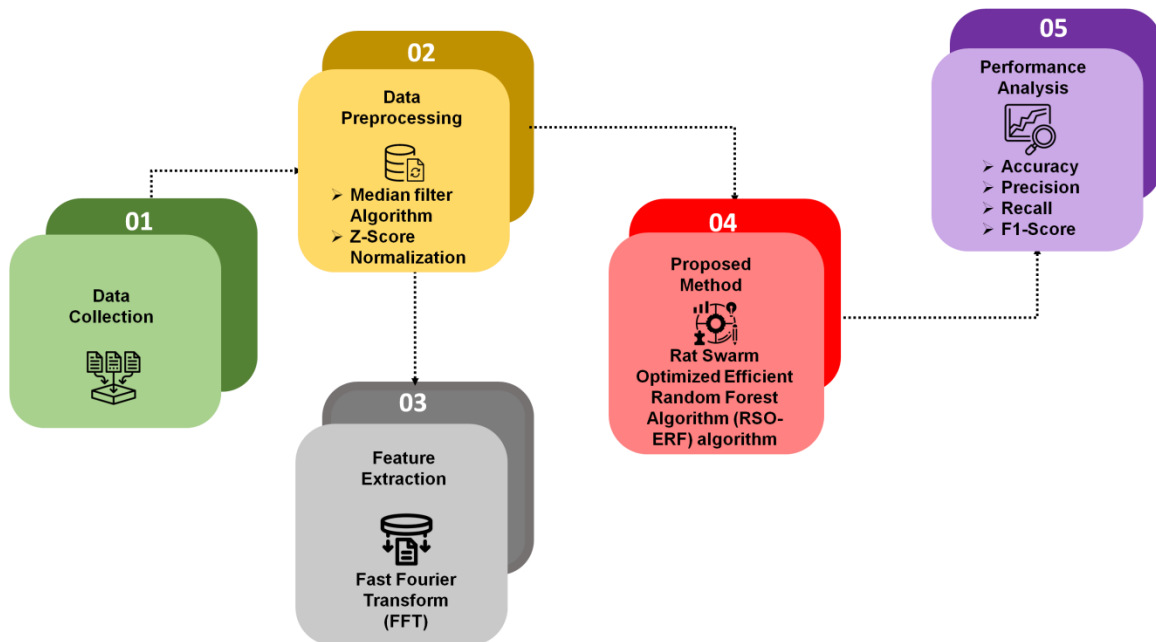 01
Data
Collection
02
Data
Preprocessing
➢ Median filter
Algorithm
➢ Z-Score
Normalization
03
Feature
Extraction
Fast Fourier
Transform
(FFT)
04
Proposed
Method
Rat Swarm
Optimized Efficient
Random Forest
Algorithm (RSO-
ERF) algorithm
05
Performance
Analysis
➢ Accuracy
➢ Precision
➢ Recall
➢ F1-Score